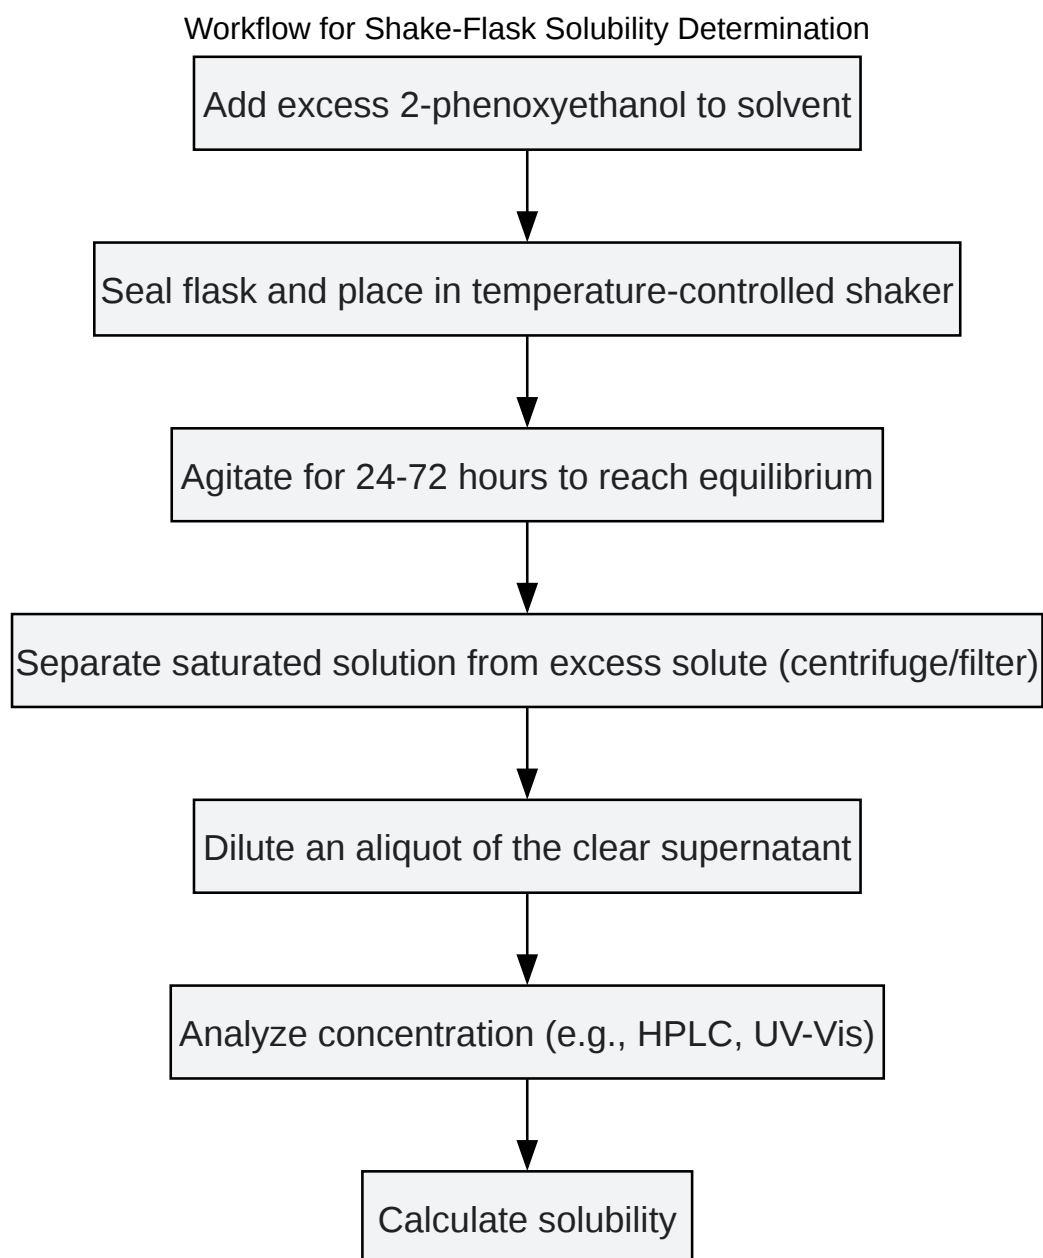 Workflow for Shake-Flask Solubility Determination
Add excess 2-phenoxyethanol to solvent
Seal flask and place in temperature-controlled shaker
Agitate for 24-72 hours to reach equilibrium
Separate saturated solution from excess solute (centrifuge/filter)
Dilute an aliquot of the clear supernatant
Analyze concentration (e.g., HPLC, UV-Vis)
Calculate solubility